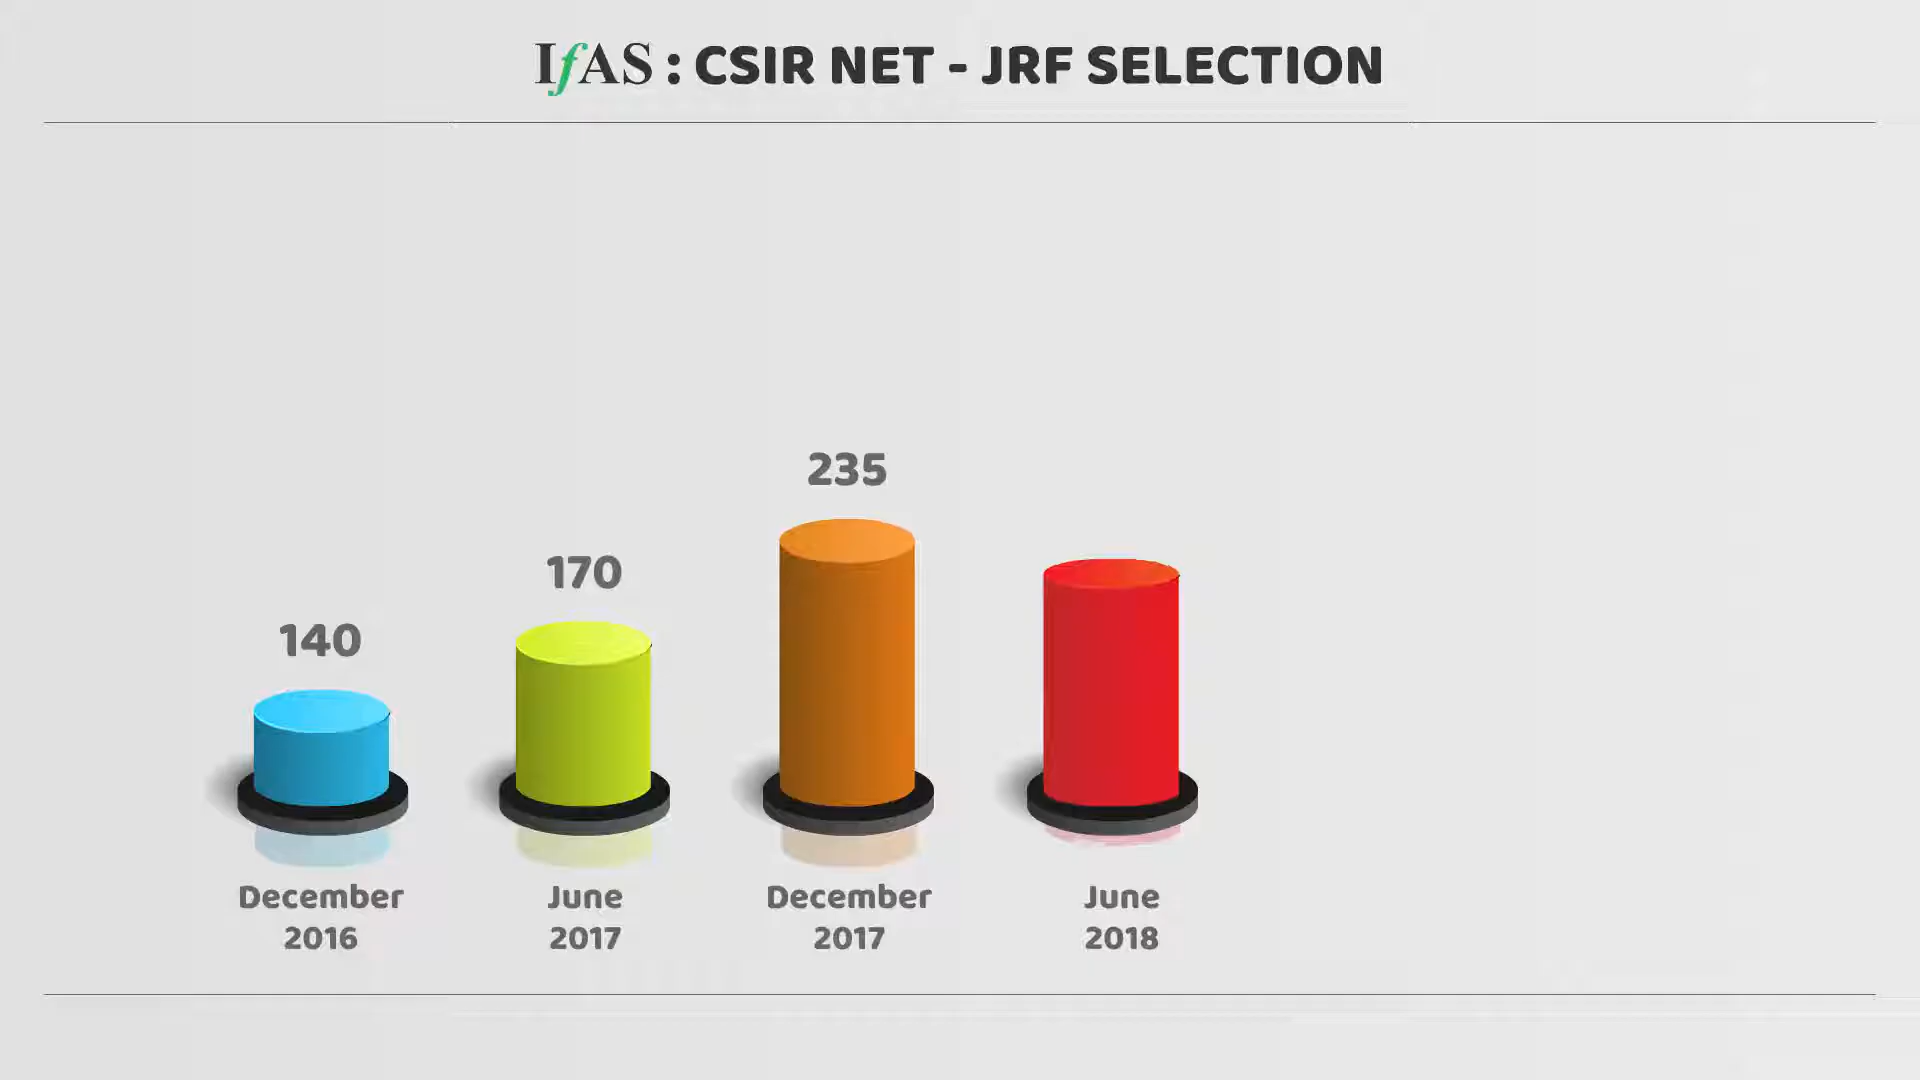 IfAS : CSIR NET - JRF SELECTION
235
170
140
December June December June
2016 2017 2017 2018